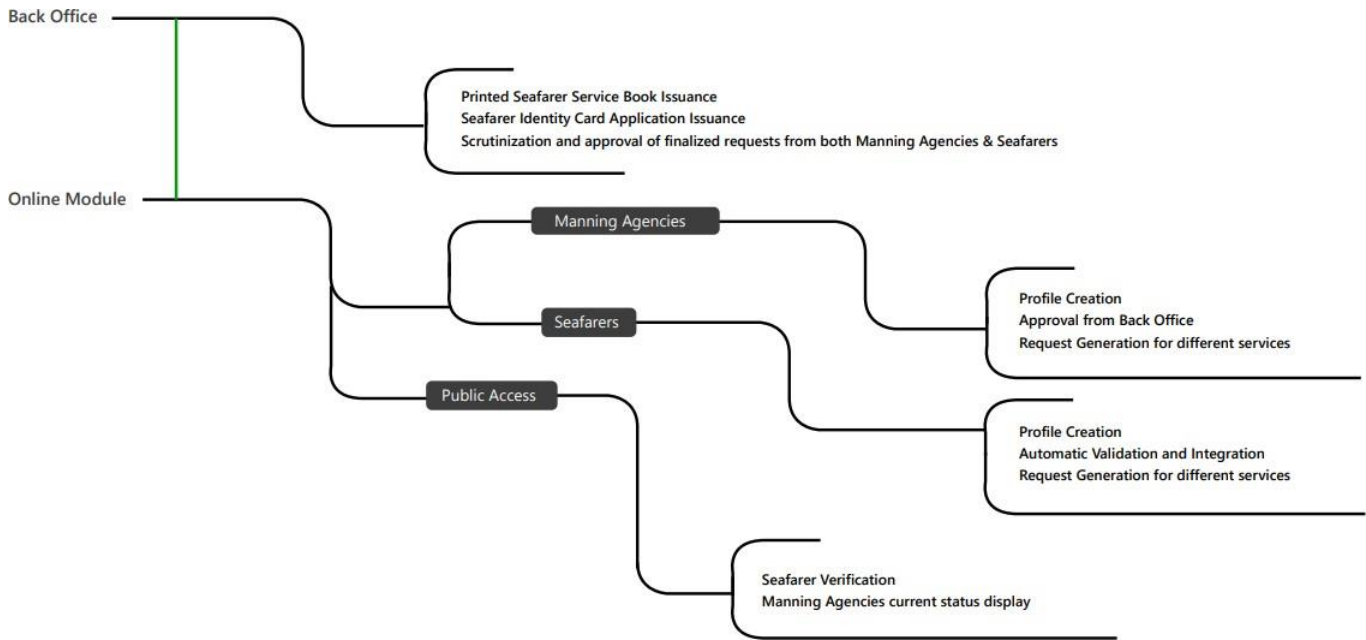 Back Office
Printed Seafarer Service Book Issuance
Seafarer Identity Card Application Issuance
Scrutinization and approval of finalized requests from both Manning Agencies & Seafarers
Online Module
Manning Agencies
Profile Creation
Approval from Back Office
Request Generation for different services
Seafarers
Profile Creation
Automatic Validation and Integration
Request Generation for different services
Public Access
Seafarer Verification
Manning Agencies current status display